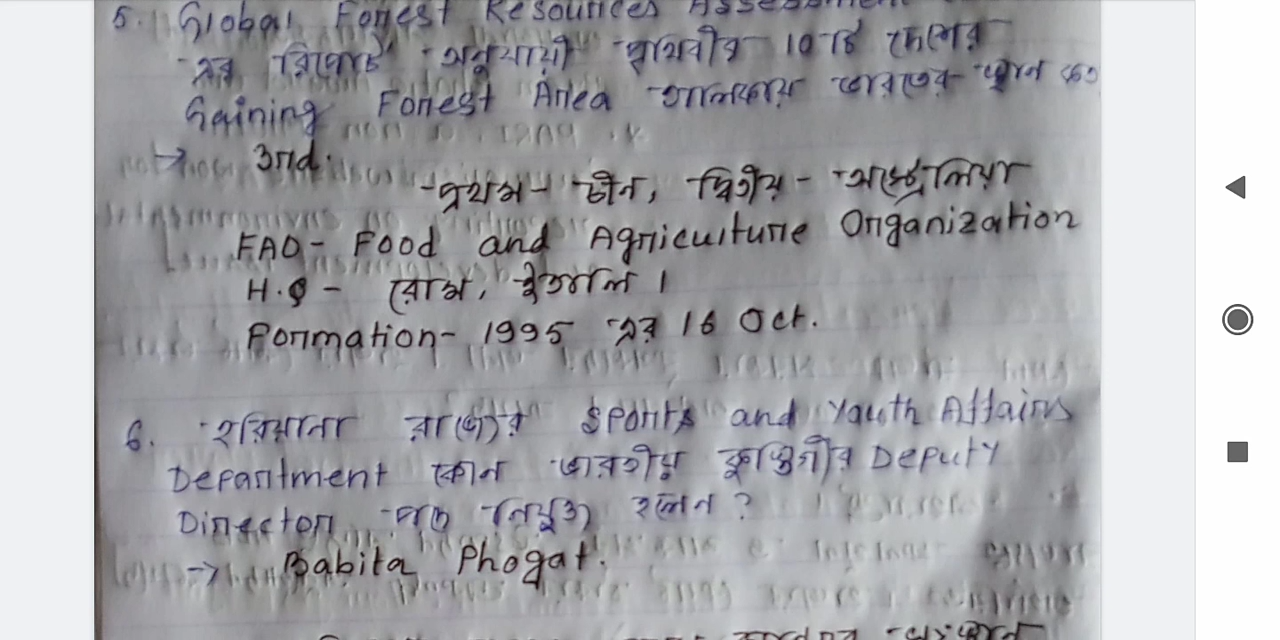 5. Global Forest Resources Assessment
এর রিপোর্ট অনুযায়ী পৃথিবীর 10টি দেশের
Gaining Forest Area তালিকায় ভারতের স্থান কত
→ 3rd.
প্রথম - চীন, দ্বিতীয় - অস্ট্রেলিয়া
FAO - Food and Agriculture Organization
H.Q - রোম, ইতালি।
Formation - 1995 এর 16 Oct.
6. হরিয়ানা রাজ্যের Sports and Youth Affairs
Department কোন ভারতীয় কুস্তিগীর Deputy
Director পদে নিযুক্ত হলেন?
→ Babita Phogat.